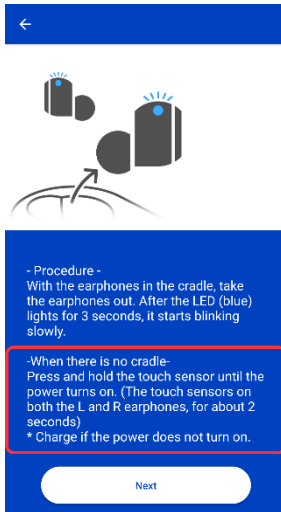 - Procedure -
With the earphones in the cradle, take
the earphones out. After the LED (blue)
lights for 3 seconds, it starts blinking
slowly.
-When there is no cradle-
Press and hold the touch sensor until the
power turns on. (The touch sensors on
both the L and R earphones, for about 2
seconds)
* Charge if the power does not turn on.
Next